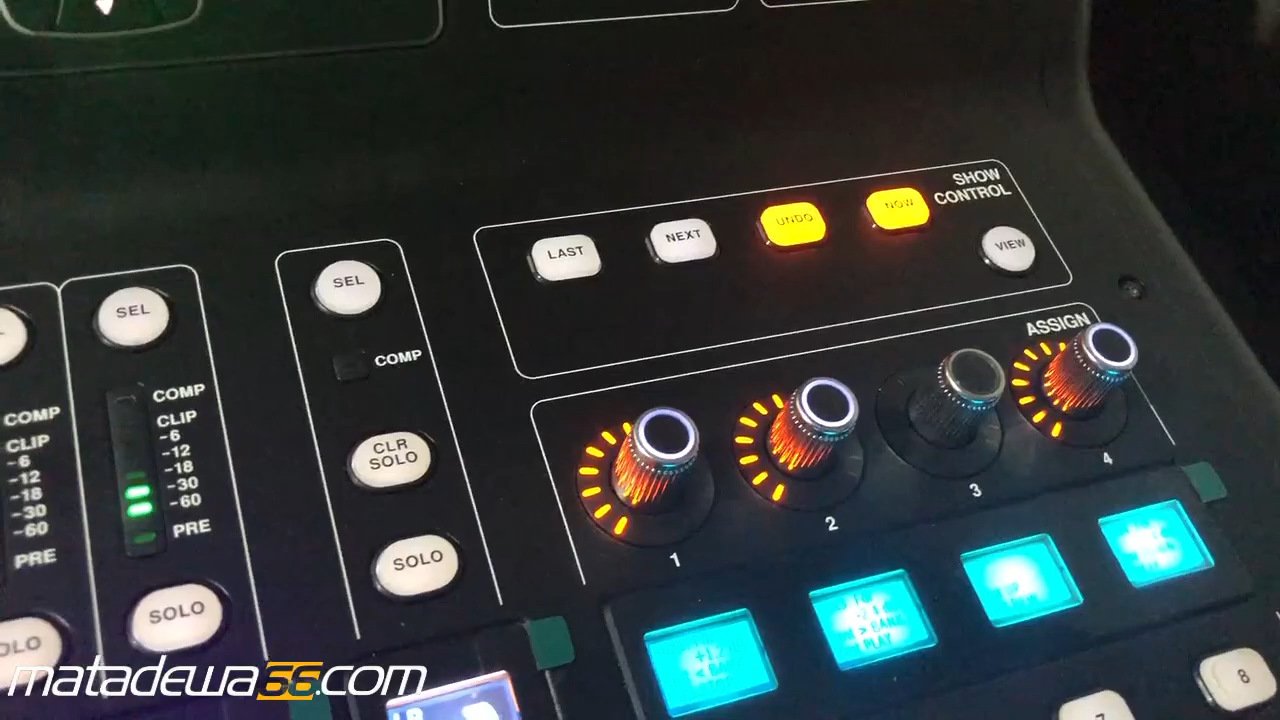 SHOW
CONTROL
LAST
NEXT
UNDO
NOW
VIEW
ASSIGN
1
2
3
4
SEL
SEL
COMP
CLR
SOLO
SOLO
COMP
CLIP
-6
-12
-18
-30
-60
PRE
SOLO
COMP
CLIP
-6
-12
-18
-30
-60
PRE
7
8
LR
matadewa66.com